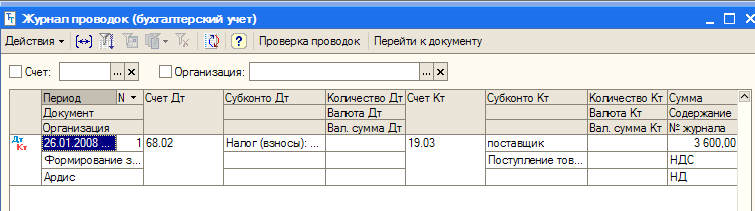 Журнал проводок (бухгалтерский учет)
Действия Проверка проводок Перейти к документу
Счет: ... x Организация: ... x
Период N Счет Дт Субконто Дт Количество Дт Счет Кт Субконто Кт Количество Кт Сумма
Документ Валюта Дт Валюта Кт Содержание
Организация Вал. сумма Дт Вал. сумма Кт № журнала
Дт 26.01.2008 ... 1 68.02 Налог (взносы): ... 19.03 поставщик 3 600,00
Кт Формирование з... Поступление тов... НДС
Ардис НД